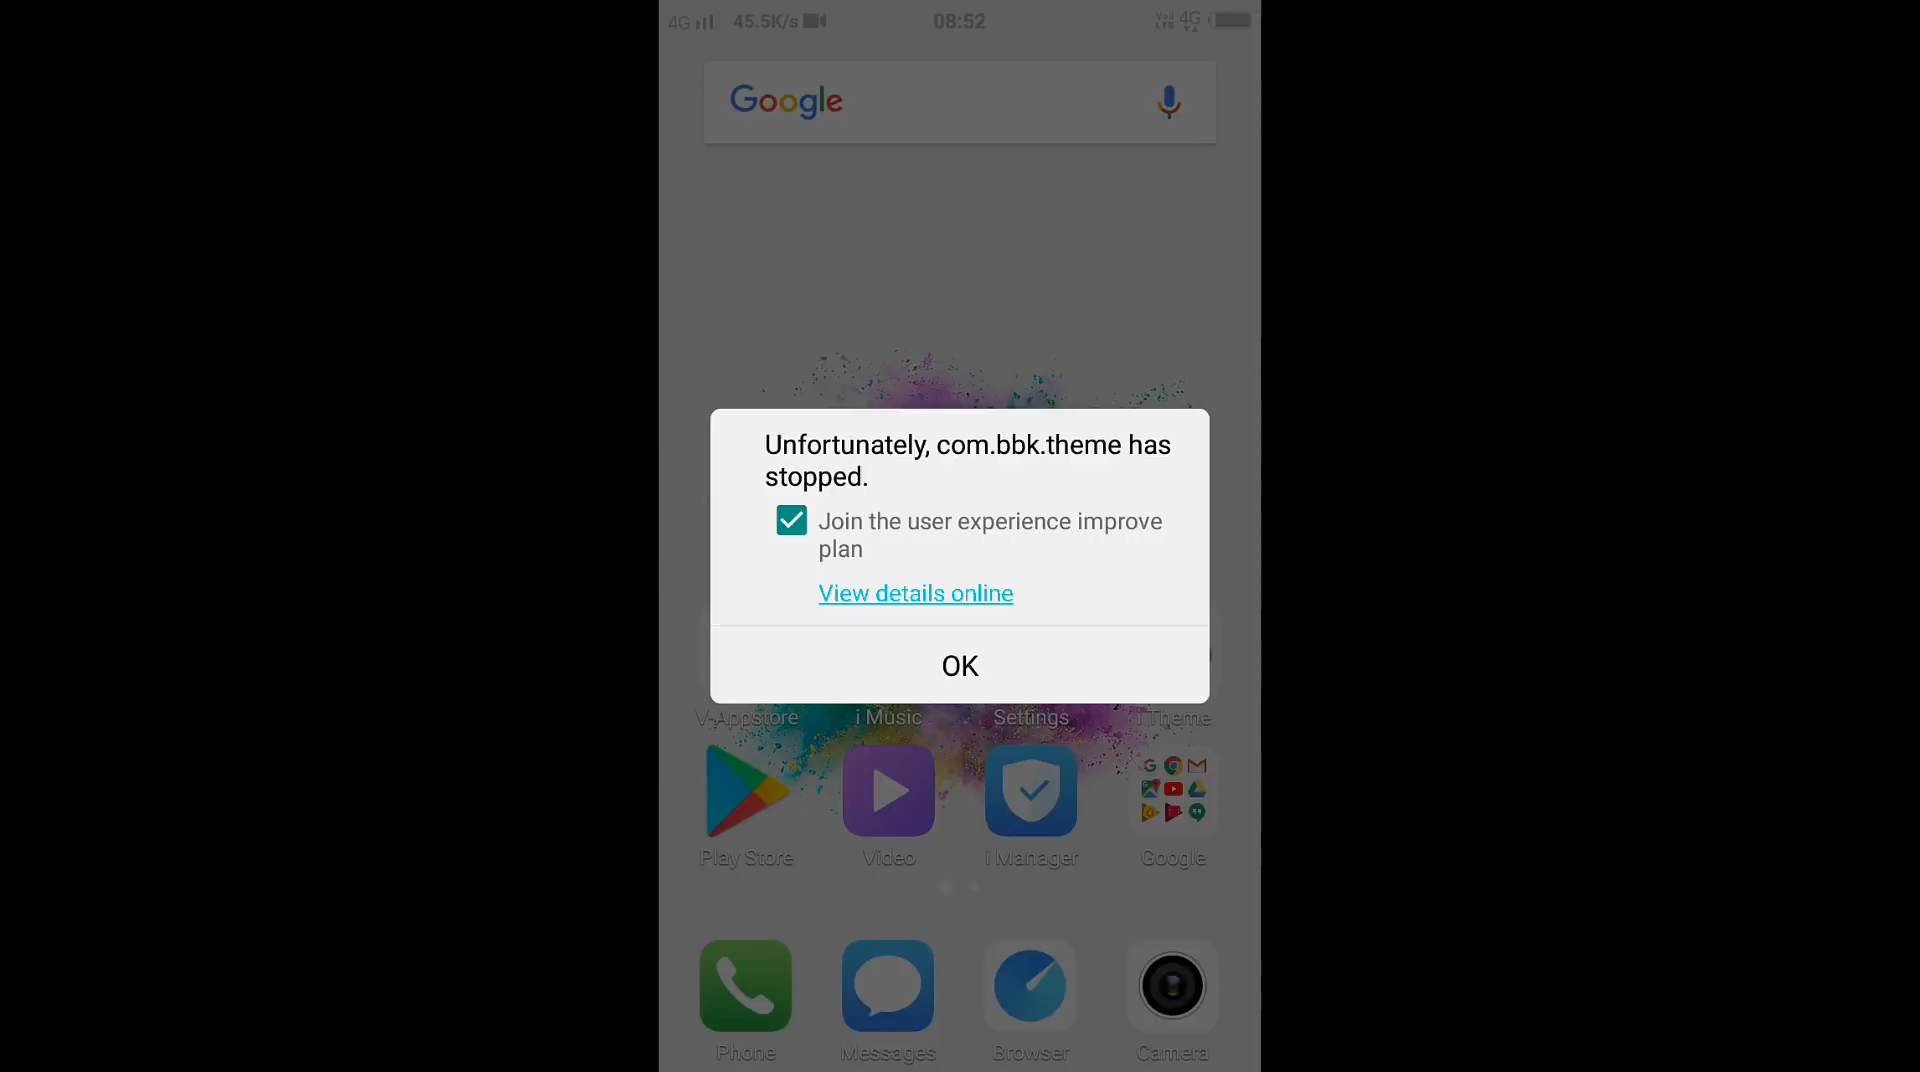 4G 45.5K/s 08:52 VoLTE 4G
Google
Unfortunately, com.bbk.theme has
stopped.
Join the user experience improve
plan
View details online
OK
V-Appstore i Music Settings i Theme
Play Store Video i Manager Google
Phone Messages Browser Camera